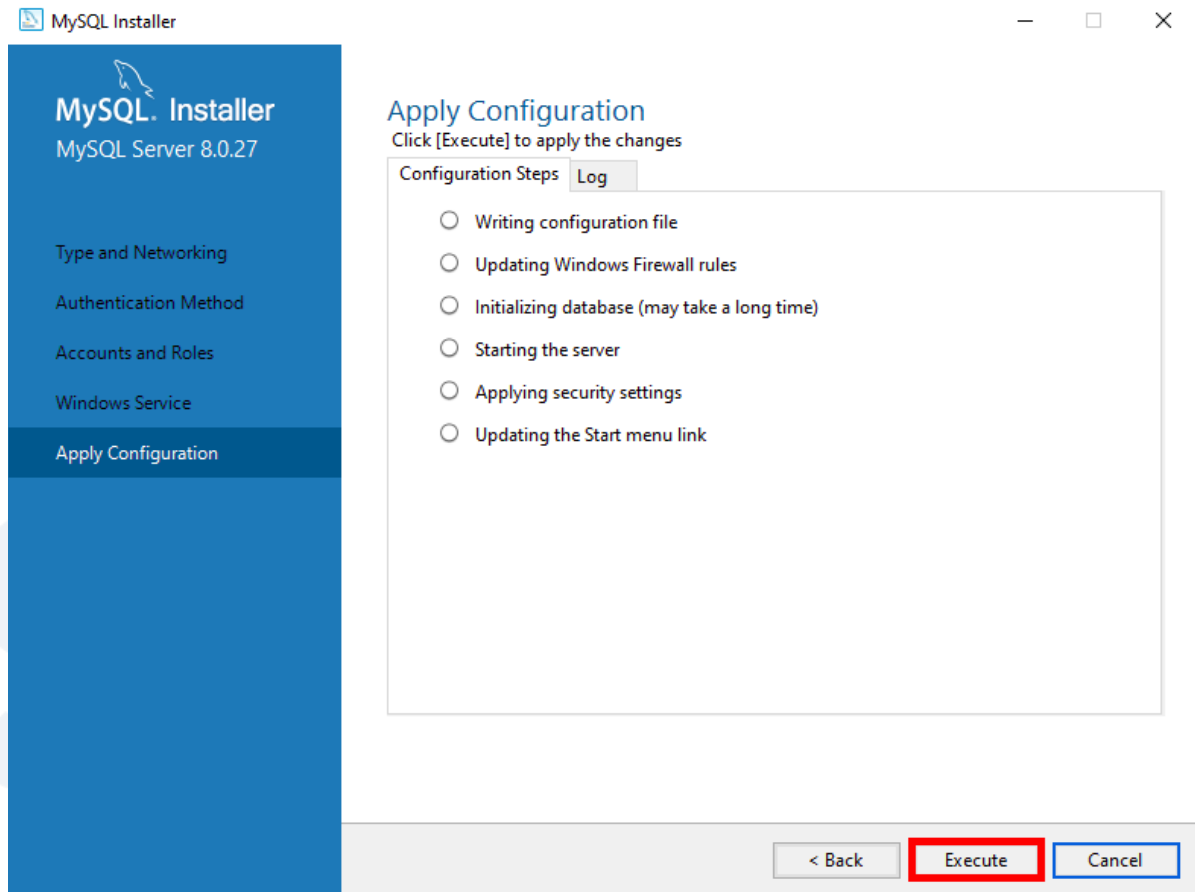 MySQL Installer
MySQL. Installer
MySQL Server 8.0.27
Type and Networking
Authentication Method
Accounts and Roles
Windows Service
Apply Configuration
Apply Configuration
Click [Execute] to apply the changes
Configuration Steps Log
Writing configuration file
Updating Windows Firewall rules
Initializing database (may take a long time)
Starting the server
Applying security settings
Updating the Start menu link
< Back Execute Cancel